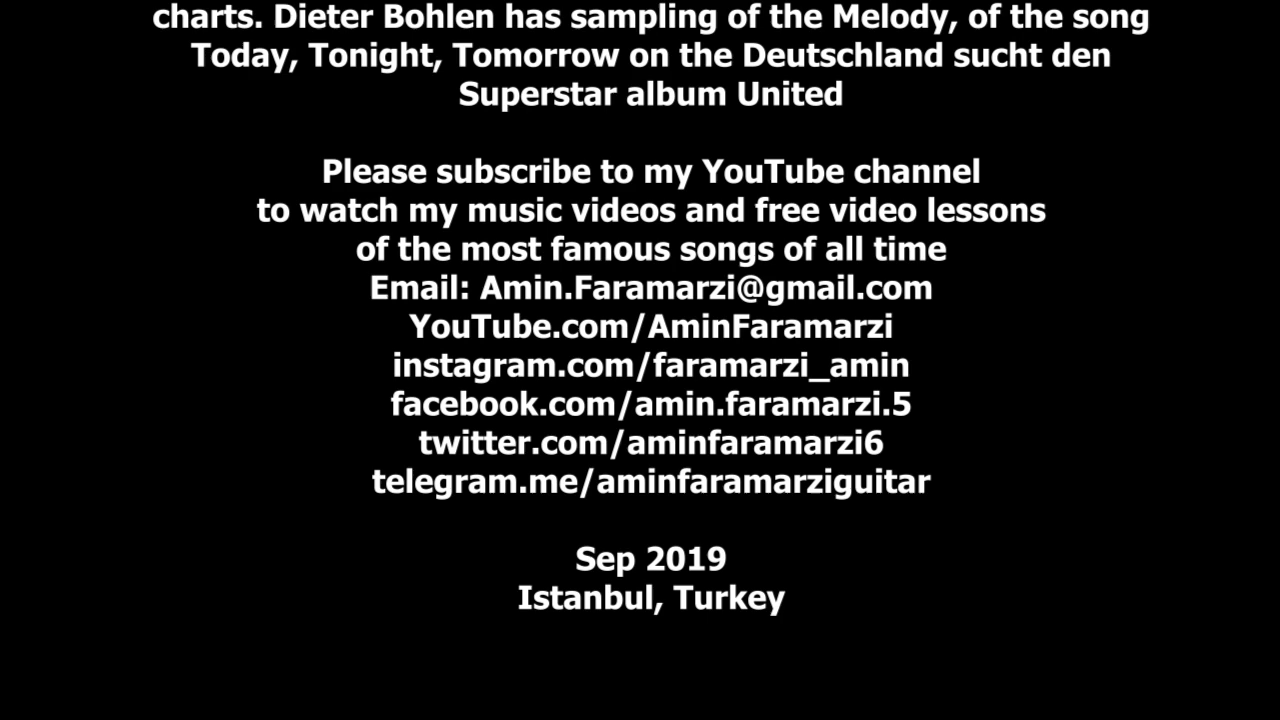 charts. Dieter Bohlen has sampling of the Melody, of the song
Today, Tonight, Tomorrow on the Deutschland sucht den
Superstar album United
Please subscribe to my YouTube channel
to watch my music videos and free video lessons
of the most famous songs of all time
Email: Amin.Faramarzi@gmail.com
YouTube.com/AminFaramarzi
instagram.com/faramarzi_amin
facebook.com/amin.faramarzi.5
twitter.com/aminfaramarzi6
telegram.me/aminfaramarziguitar
Sep 2019
Istanbul, Turkey